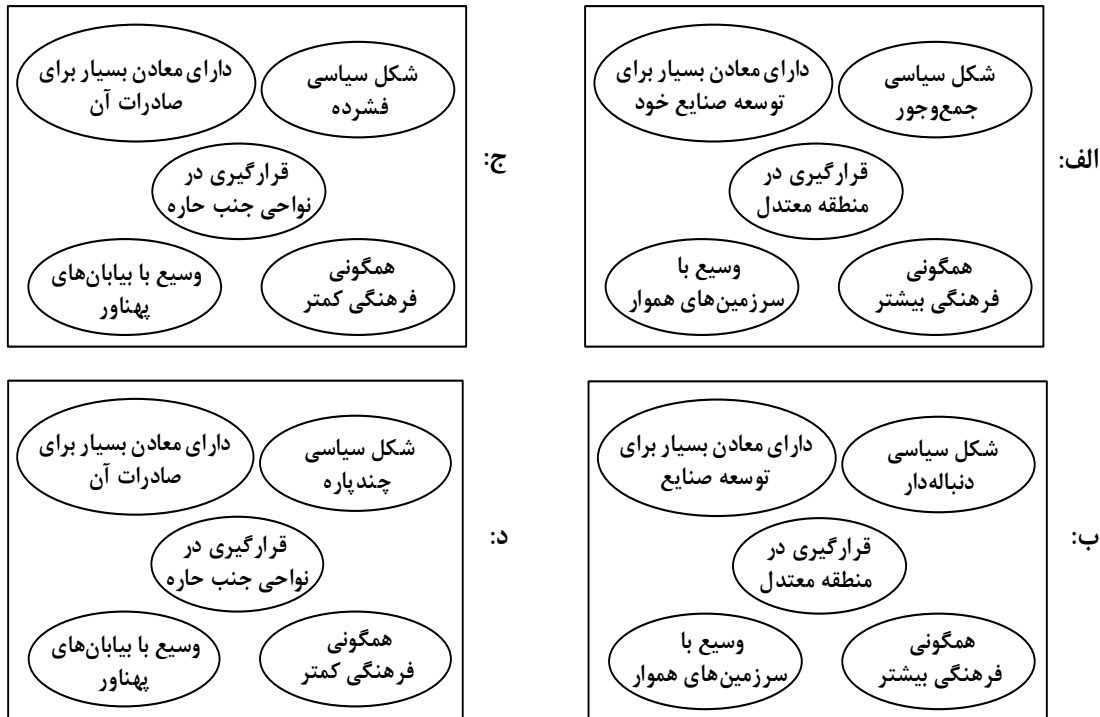 الف:
شکل سیاسی
جمع‌وجور
دارای معادن بسیار برای
توسعه صنایع خود
قرارگیری در
منطقه معتدل
همگونی
فرهنگی بیشتر
وسیع با
سرزمین‌های هموار
ج:
شکل سیاسی
فشرده
دارای معادن بسیار برای
صادرات آن
قرارگیری در
نواحی جنب حاره
همگونی
فرهنگی کمتر
وسیع با بیابان‌های
پهناور
ب:
شکل سیاسی
دنباله‌دار
دارای معادن بسیار برای
توسعه صنایع
قرارگیری در
منطقه معتدل
همگونی
فرهنگی بیشتر
وسیع با
سرزمین‌های هموار
د:
شکل سیاسی
چندپاره
دارای معادن بسیار برای
صادرات آن
قرارگیری در
نواحی جنب حاره
همگونی
فرهنگی کمتر
وسیع با بیابان‌های
پهناور